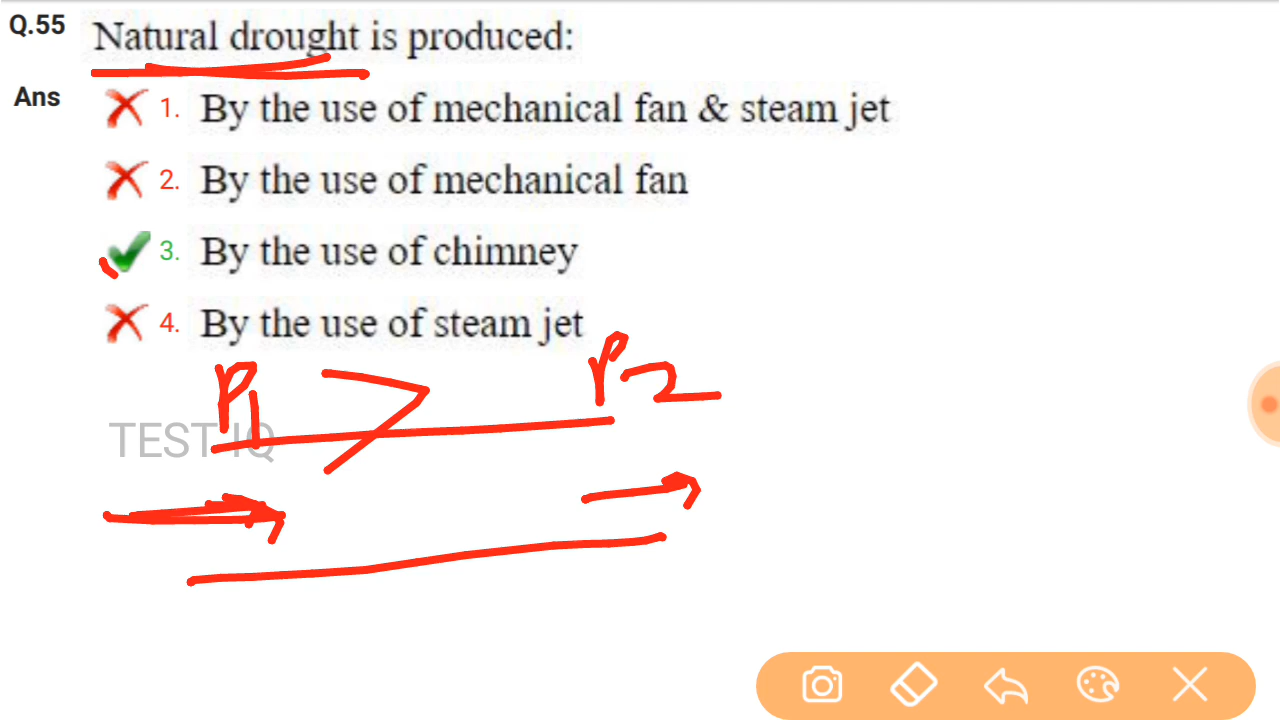 Q.55 Natural drought is produced:
Ans 1. By the use of mechanical fan & steam jet
2. By the use of mechanical fan
3. By the use of chimney
4. By the use of steam jet
P1 > P2
TEST IQ